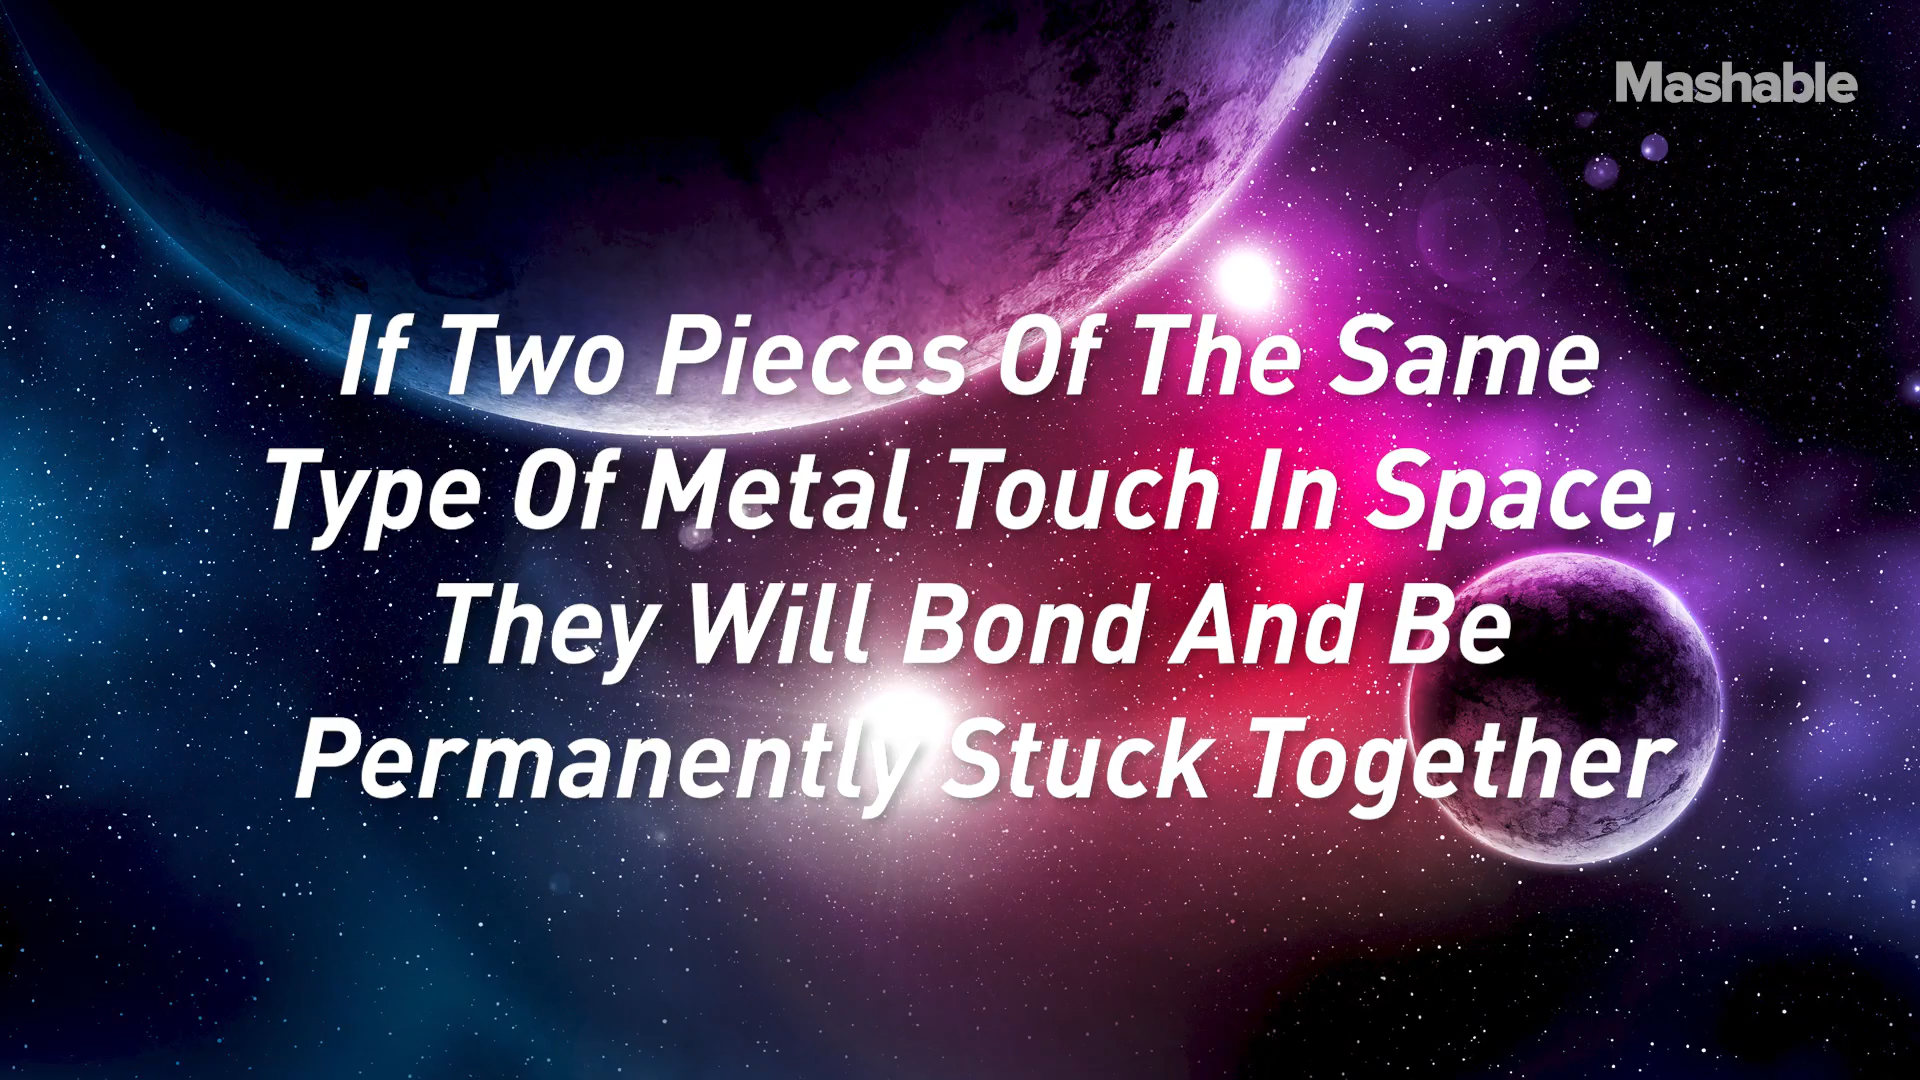 Mashable
If Two Pieces Of The Same
Type Of Metal Touch In Space,
They Will Bond And Be
Permanently Stuck Together